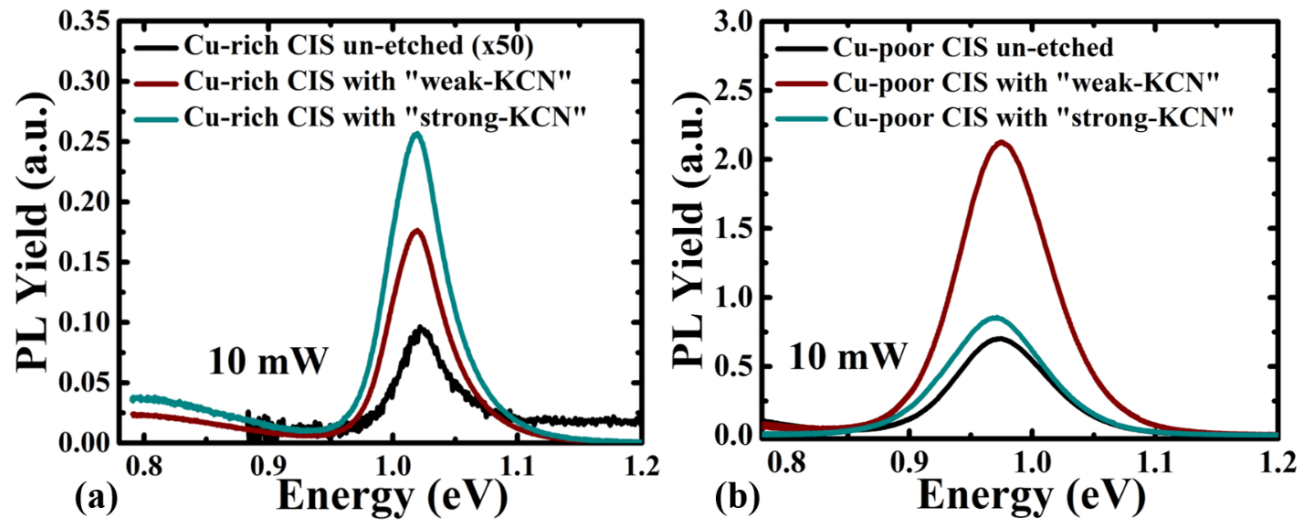 0.35
0.30
0.25
0.20
0.15
0.10
0.05
0.00
PL Yield (a.u.)
Cu-rich CIS un-etched (x50)
Cu-rich CIS with "weak-KCN"
Cu-rich CIS with "strong-KCN"
10 mW
0.8 0.9 1.0 1.1 1.2
(a) Energy (eV)
3.0
2.5
2.0
1.5
1.0
0.5
0.0
PL Yield (a.u.)
Cu-poor CIS un-etched
Cu-poor CIS with "weak-KCN"
Cu-poor CIS with "strong-KCN"
10 mW
0.8 0.9 1.0 1.1 1.2
(b) Energy (eV)